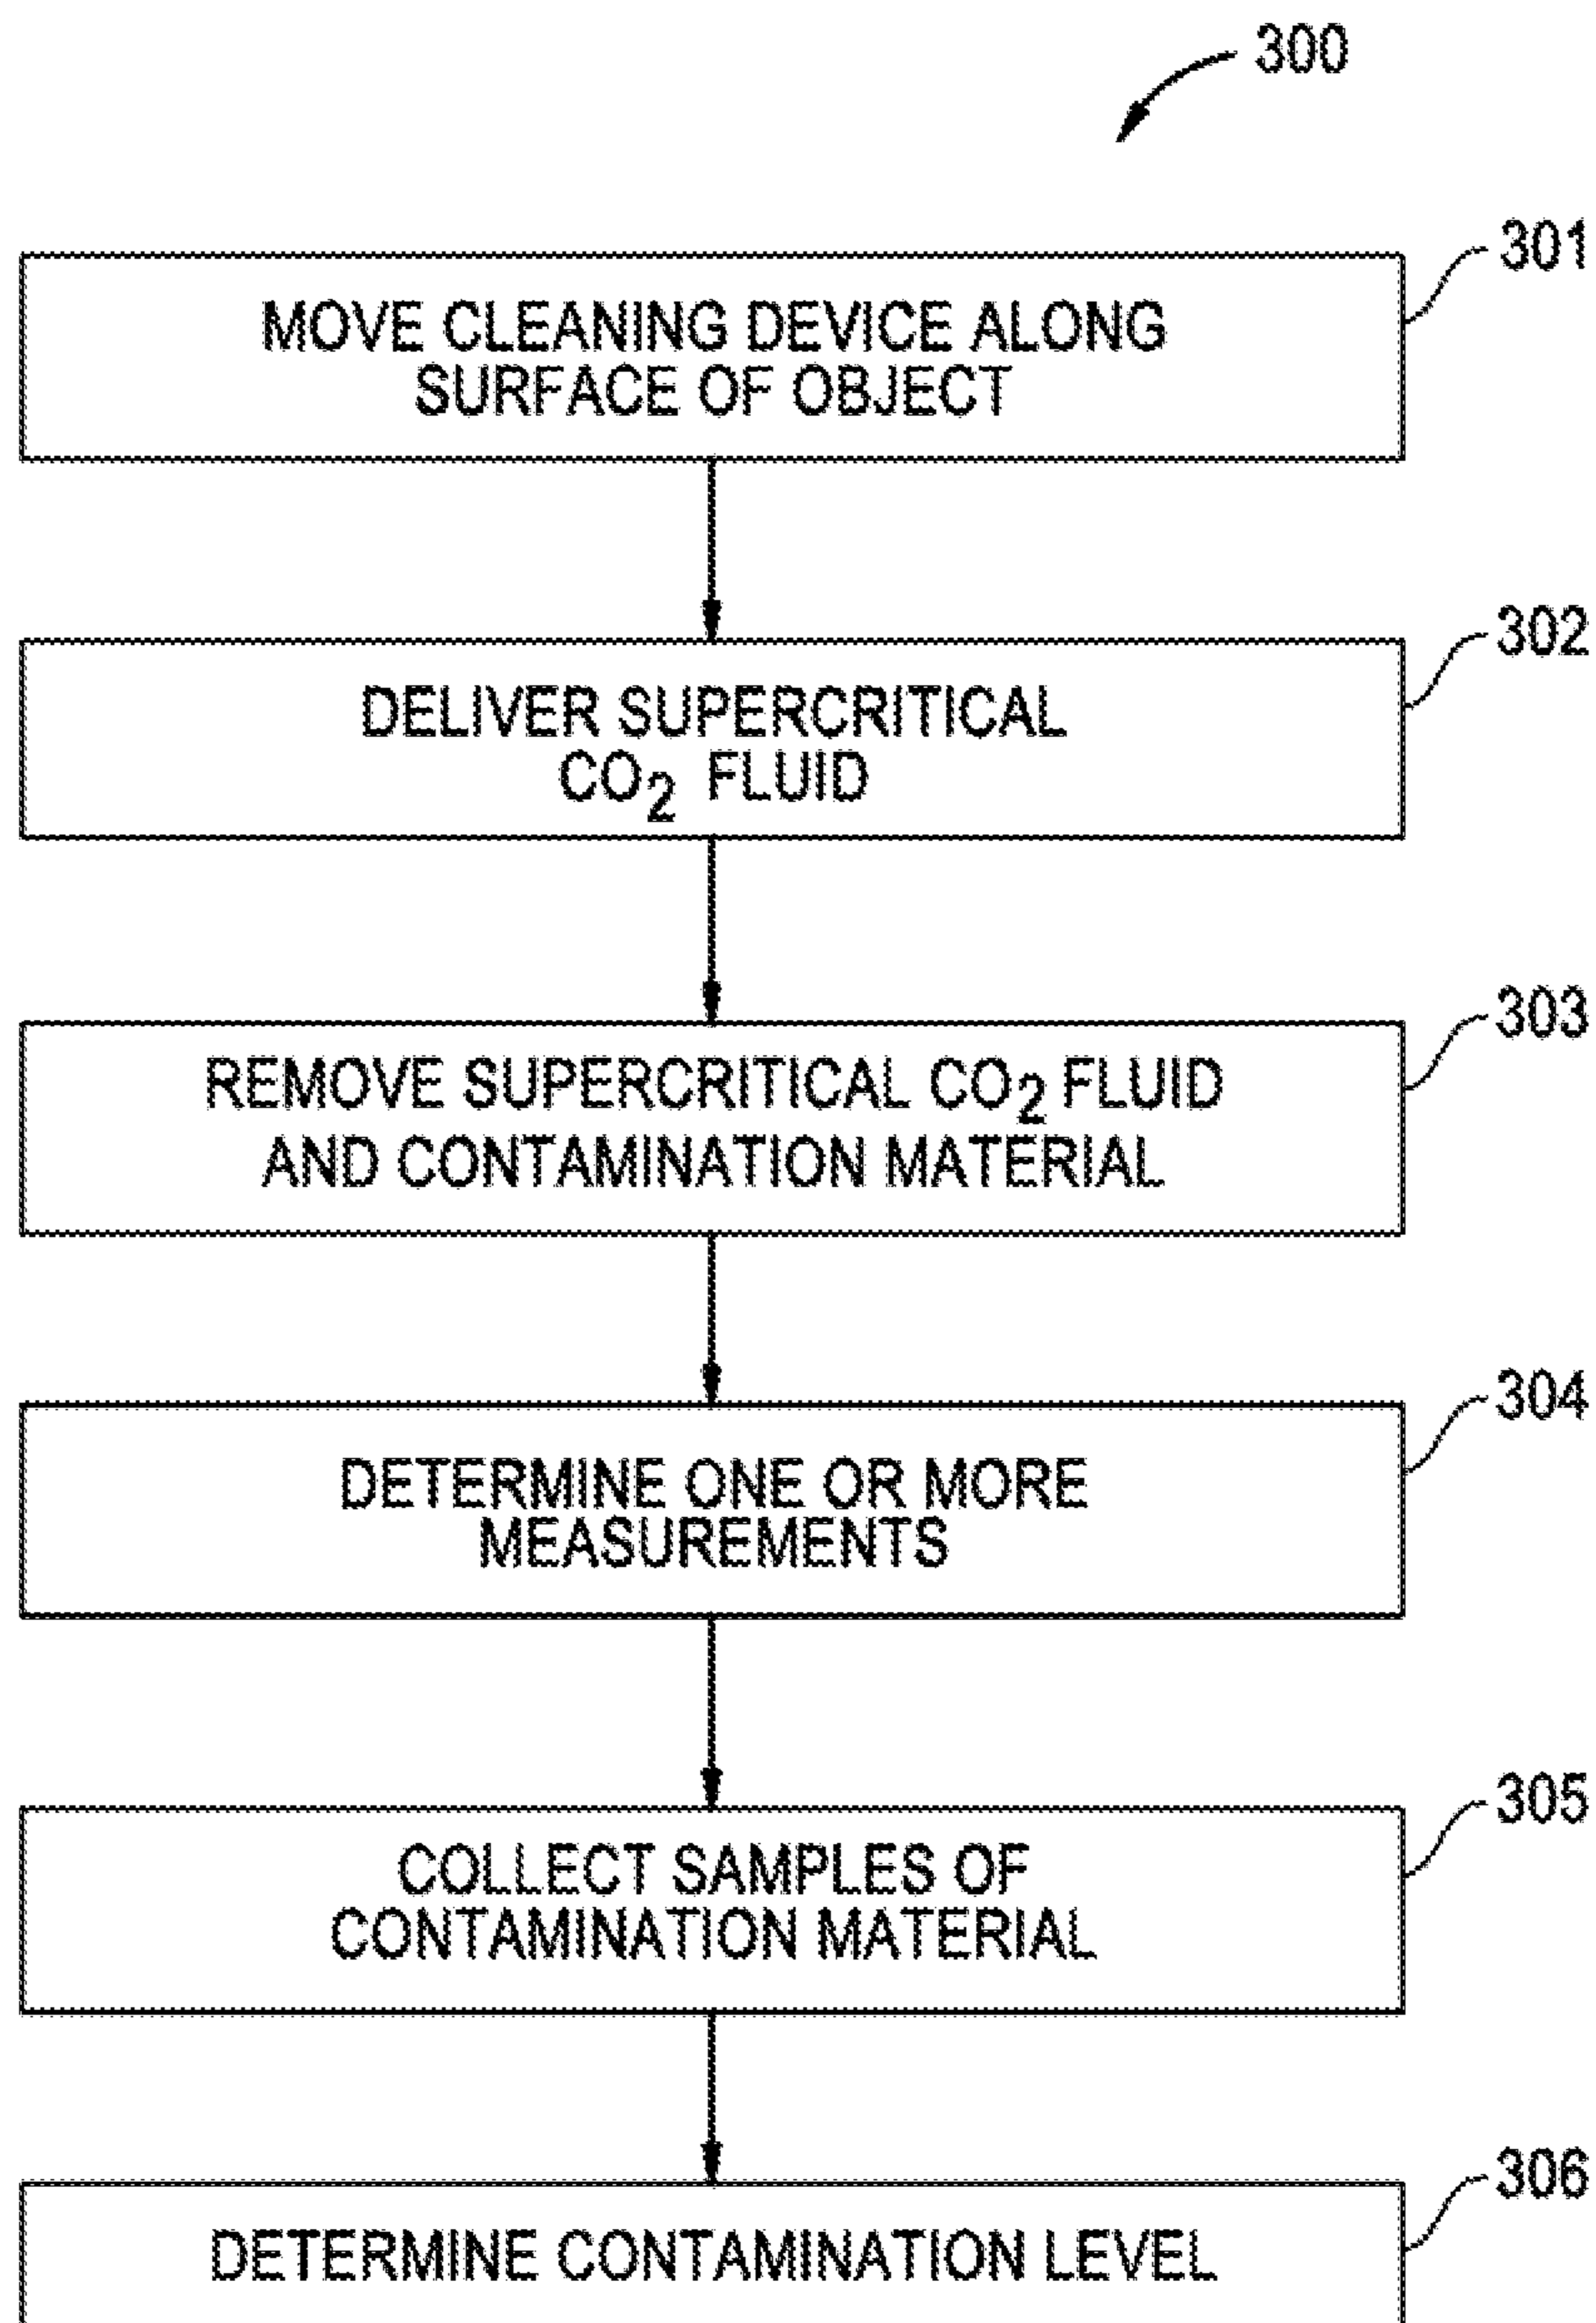 300
301
MOVE CLEANING DEVICE ALONG
SURFACE OF OBJECT
302
DELIVER SUPERCRITICAL
CO₂ FLUID
303
REMOVE SUPERCRITICAL CO₂ FLUID
AND CONTAMINATION MATERIAL
304
DETERMINE ONE OR MORE
MEASUREMENTS
305
COLLECT SAMPLES OF
CONTAMINATION MATERIAL
306
DETERMINE CONTAMINATION LEVEL